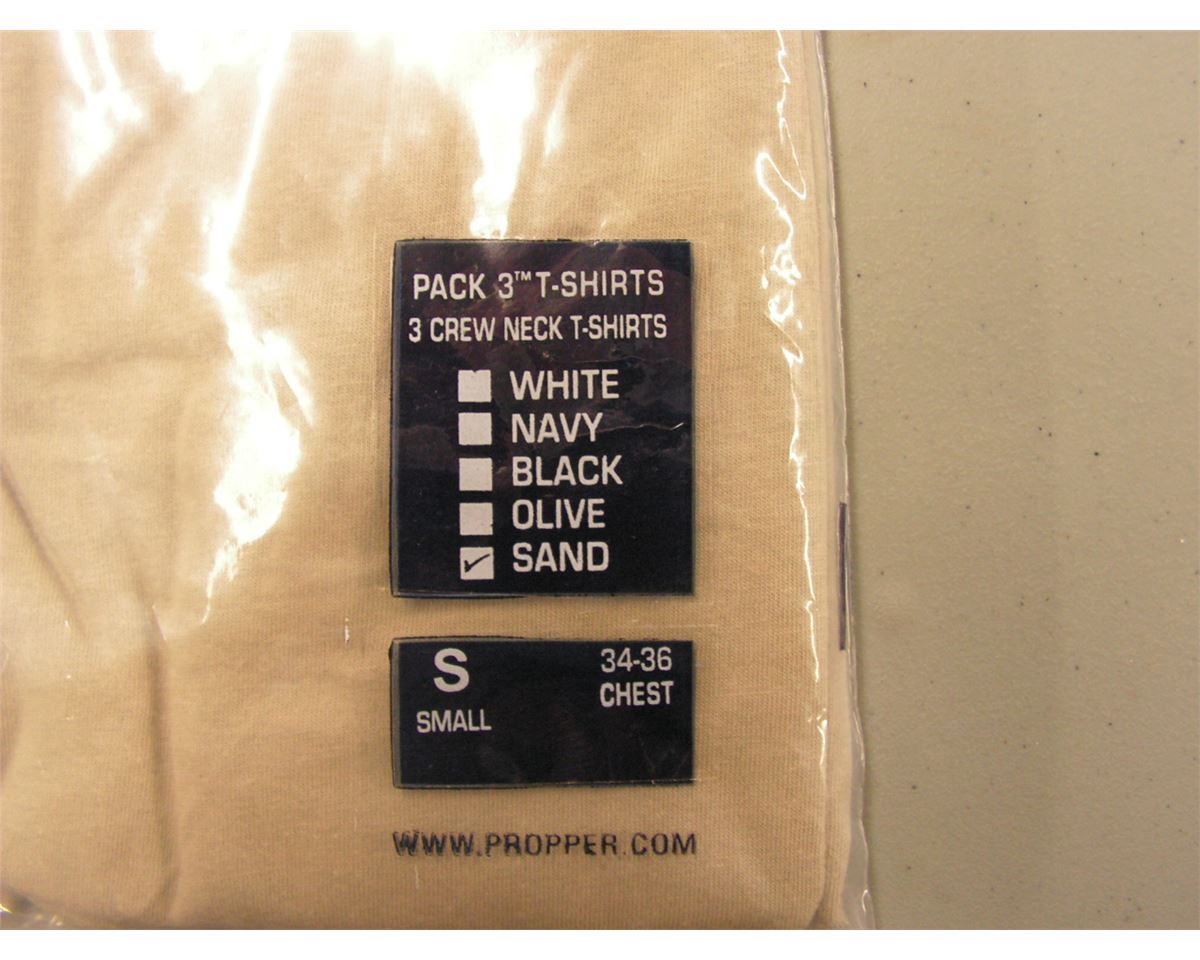 PACK 3™ T-SHIRTS
3 CREW NECK T-SHIRTS
WHITE
NAVY
BLACK
OLIVE
SAND
S
SMALL
34-36
CHEST
WWW.PROPPER.COM